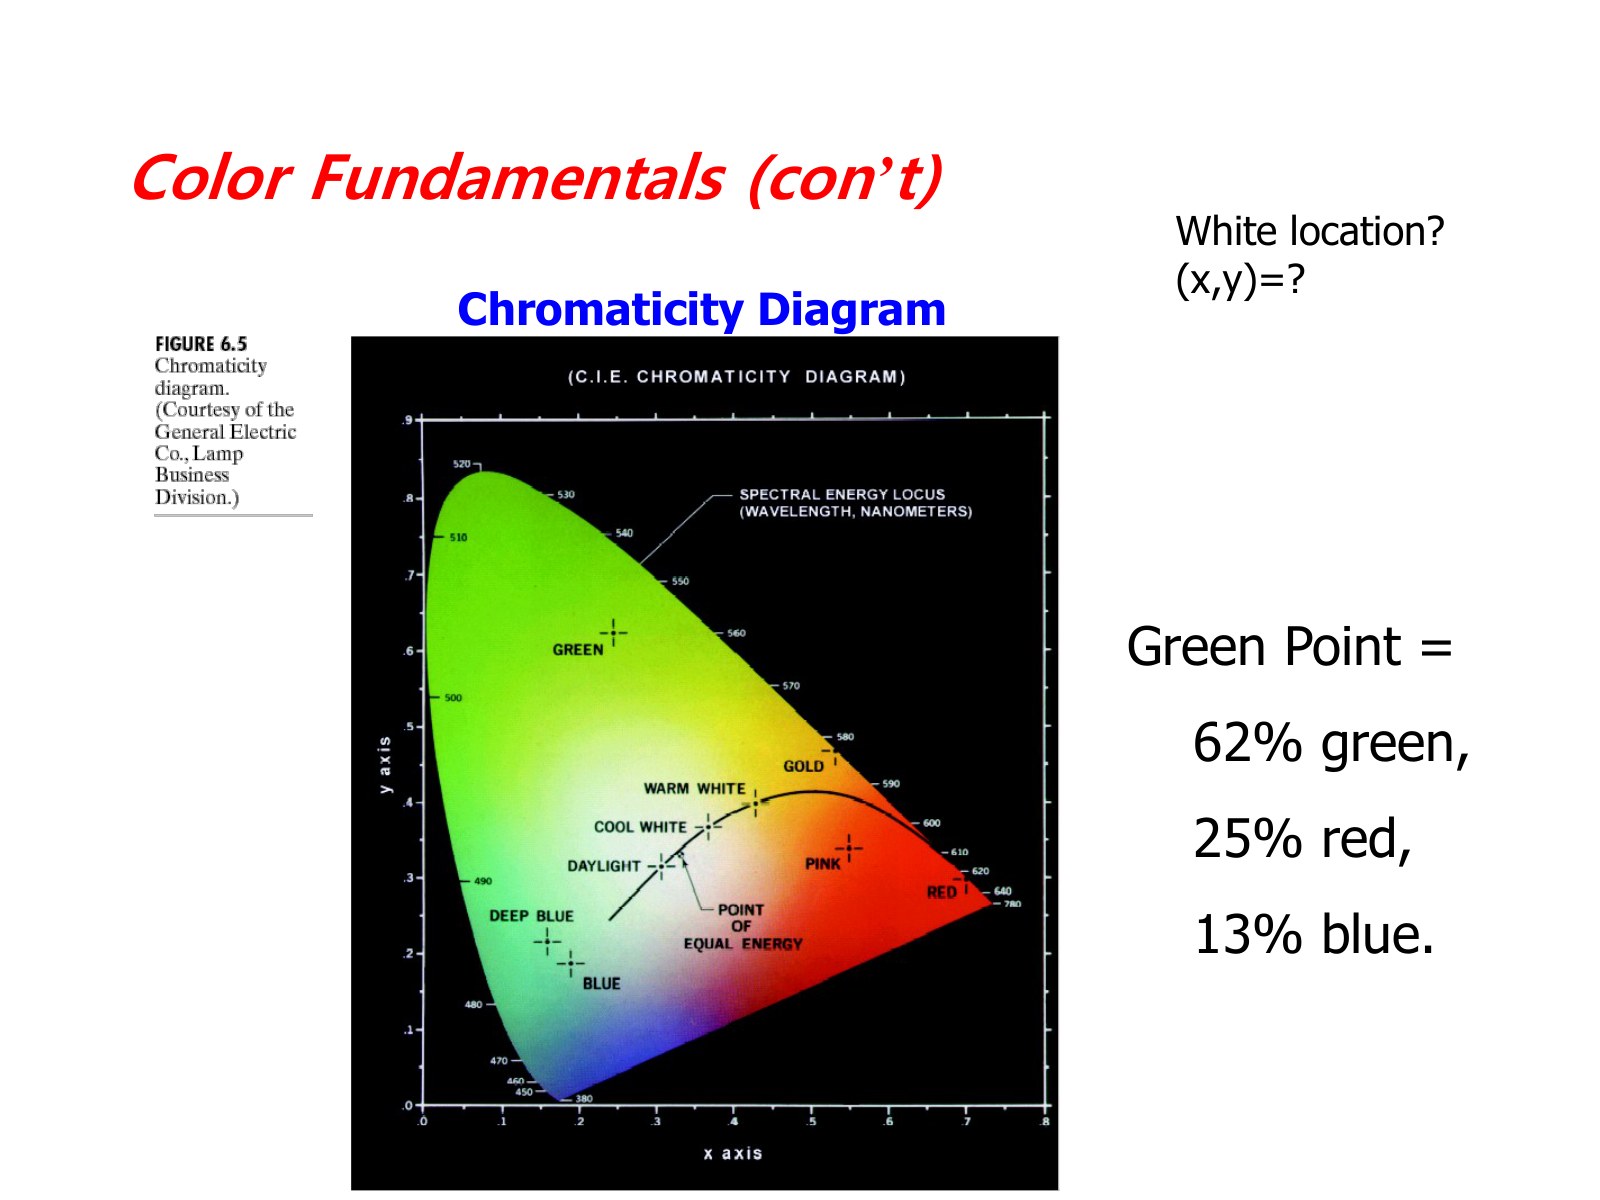 Color Fundamentals (con’t)
White location?
(x,y)=?
Chromaticity Diagram
FIGURE 6.5
Chromaticity
diagram.
(Courtesy of the
General Electric
Co., Lamp
Business
Division.)
(C.I.E. CHROMATICITY DIAGRAM)
.9
520
SPECTRAL ENERGY LOCUS
(WAVELENGTH, NANOMETERS)
530
.8
540
510
.7
550
560
GREEN
.6
570
500
.5
580
GOLD
y axis
590
WARM WHITE
.4
COOL WHITE
600
610
DAYLIGHT
PINK
620
.3
490
RED
640
780
POINT
OF
EQUAL ENERGY
DEEP BLUE
.2
BLUE
480
.1
470
460
450
380
.0
.0 .1 .2 .3 .4 .5 .6 .7 .8
x axis
Green Point =
62% green,
25% red,
13% blue.